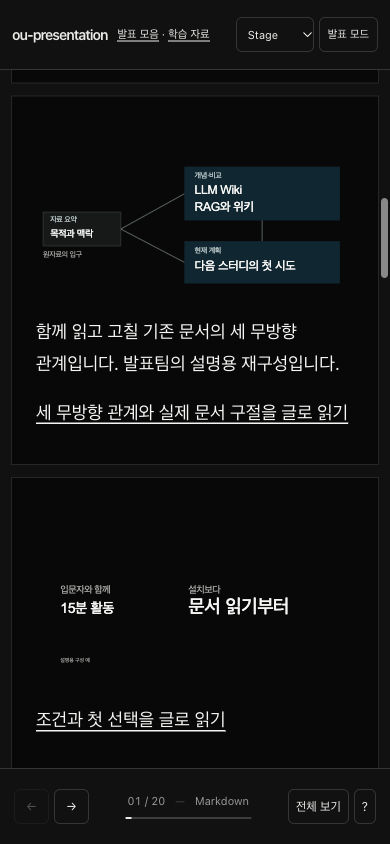 ou-presentation 발표 모음 · 학습 자료 Stage 발표 모드
개념·비교
LLM Wiki
RAG와 위키
자료 요약
목적과 맥락
원자료의 입구
현재 계획
다음 스터디의 첫 시도
함께 읽고 고칠 기존 문서의 세 무방향
관계입니다. 발표팀의 설명용 재구성입니다.
세 무방향 관계와 실제 문서 구절을 글로 읽기
입문자와 함께
15분 활동
설치보다
문서 읽기부터
설명용 구성 예
조건과 첫 선택을 글로 읽기
← → 01 / 20 — Markdown 전체 보기 ?